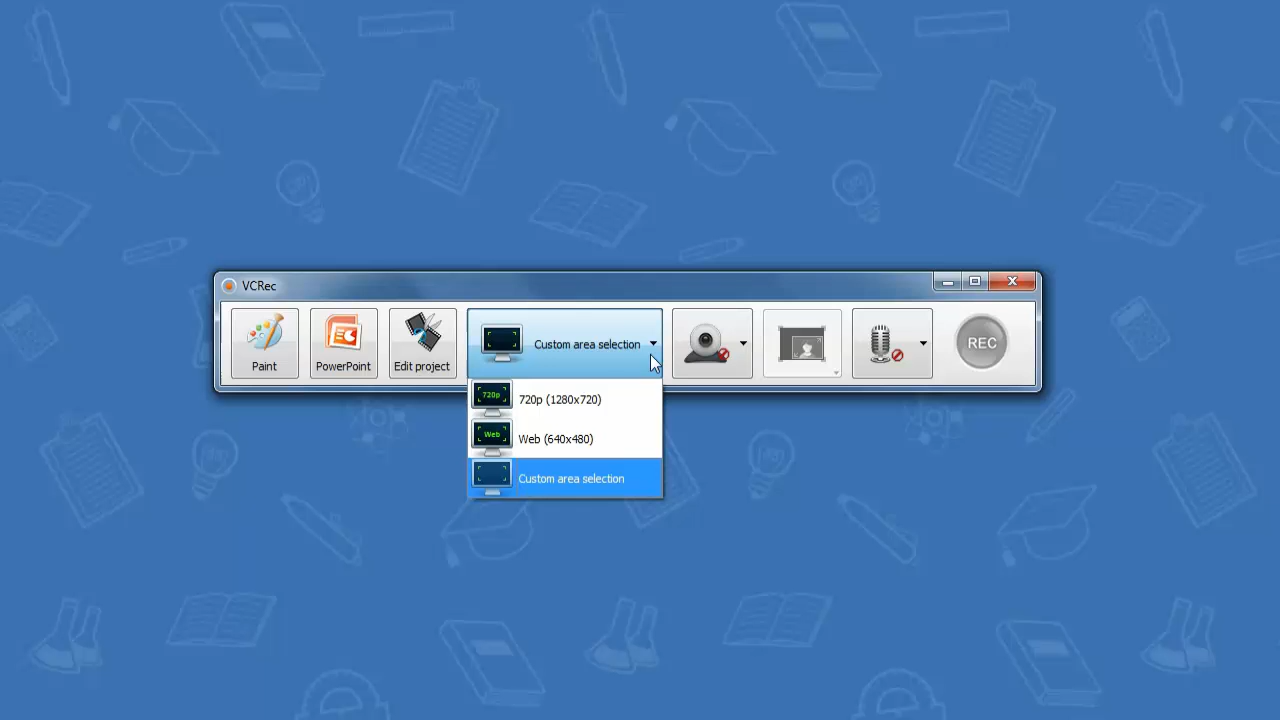 VCRec
Paint
PowerPoint
Edit project
Custom area selection
REC
720p
720p (1280x720)
Web
Web (640x480)
Custom area selection